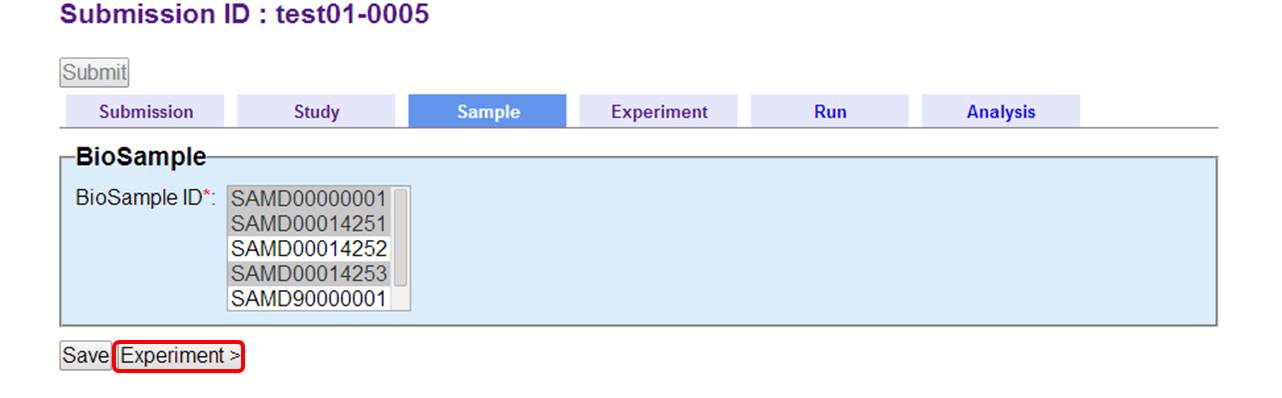 Submission ID : test01-0005
Submit
Submission Study Sample Experiment Run Analysis
BioSample
BioSample ID*: SAMD00000001
SAMD00014251
SAMD00014252
SAMD00014253
SAMD90000001
Save Experiment >